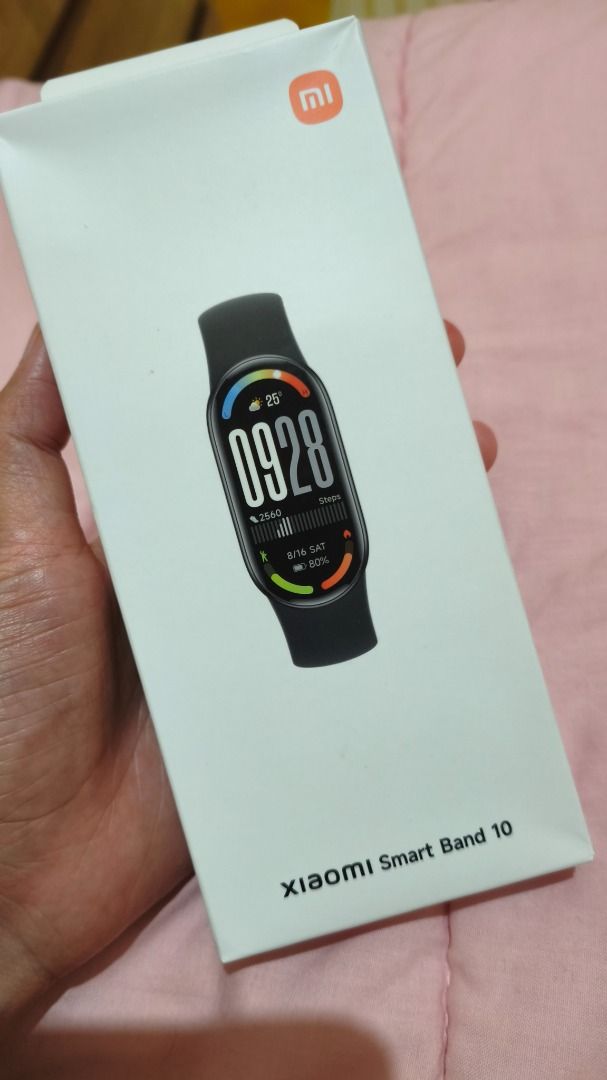 mi
25°
0928
2560
Steps
8/16 SAT
80%
xiaomi Smart Band 10